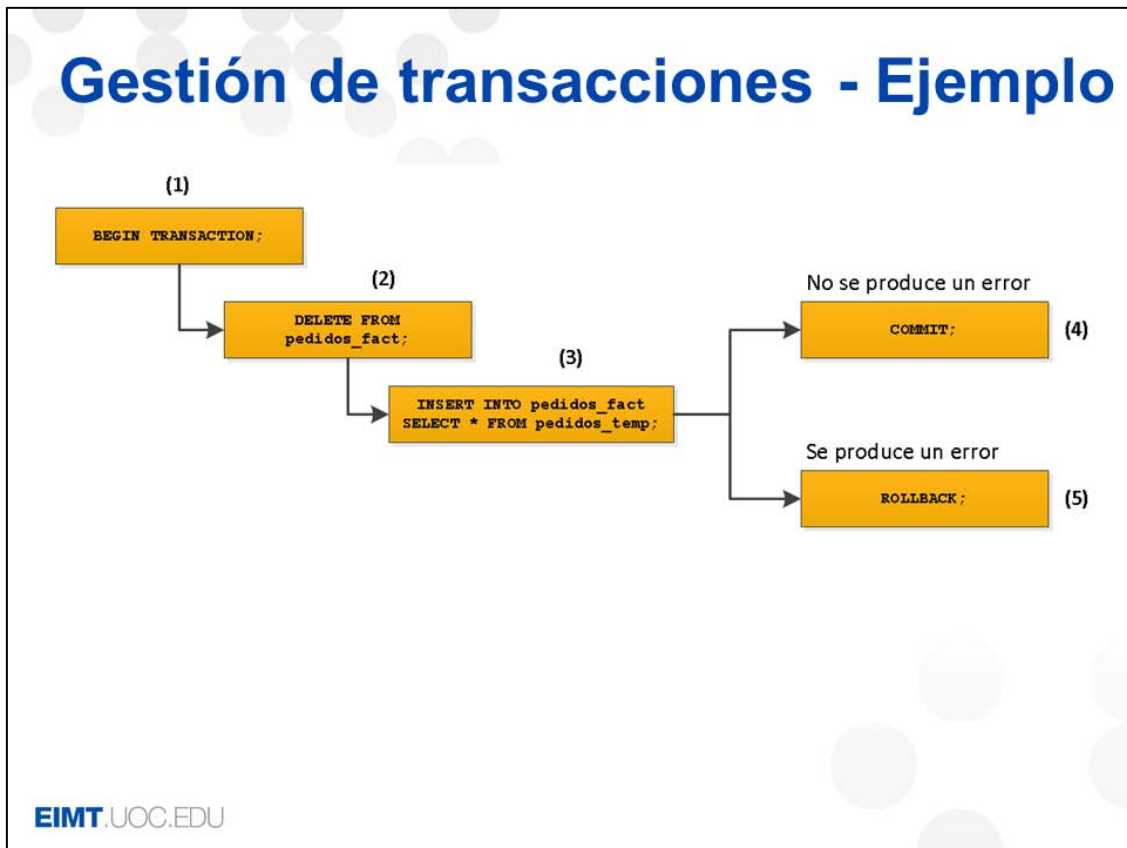 Gestión de transacciones - Ejemplo
(1)
BEGIN TRANSACTION;
(2)
DELETE FROM
pedidos_fact;
(3)
INSERT INTO pedidos_fact
SELECT * FROM pedidos_temp;
No se produce un error
COMMIT;
(4)
Se produce un error
ROLLBACK;
(5)
EIMT.UOC.EDU